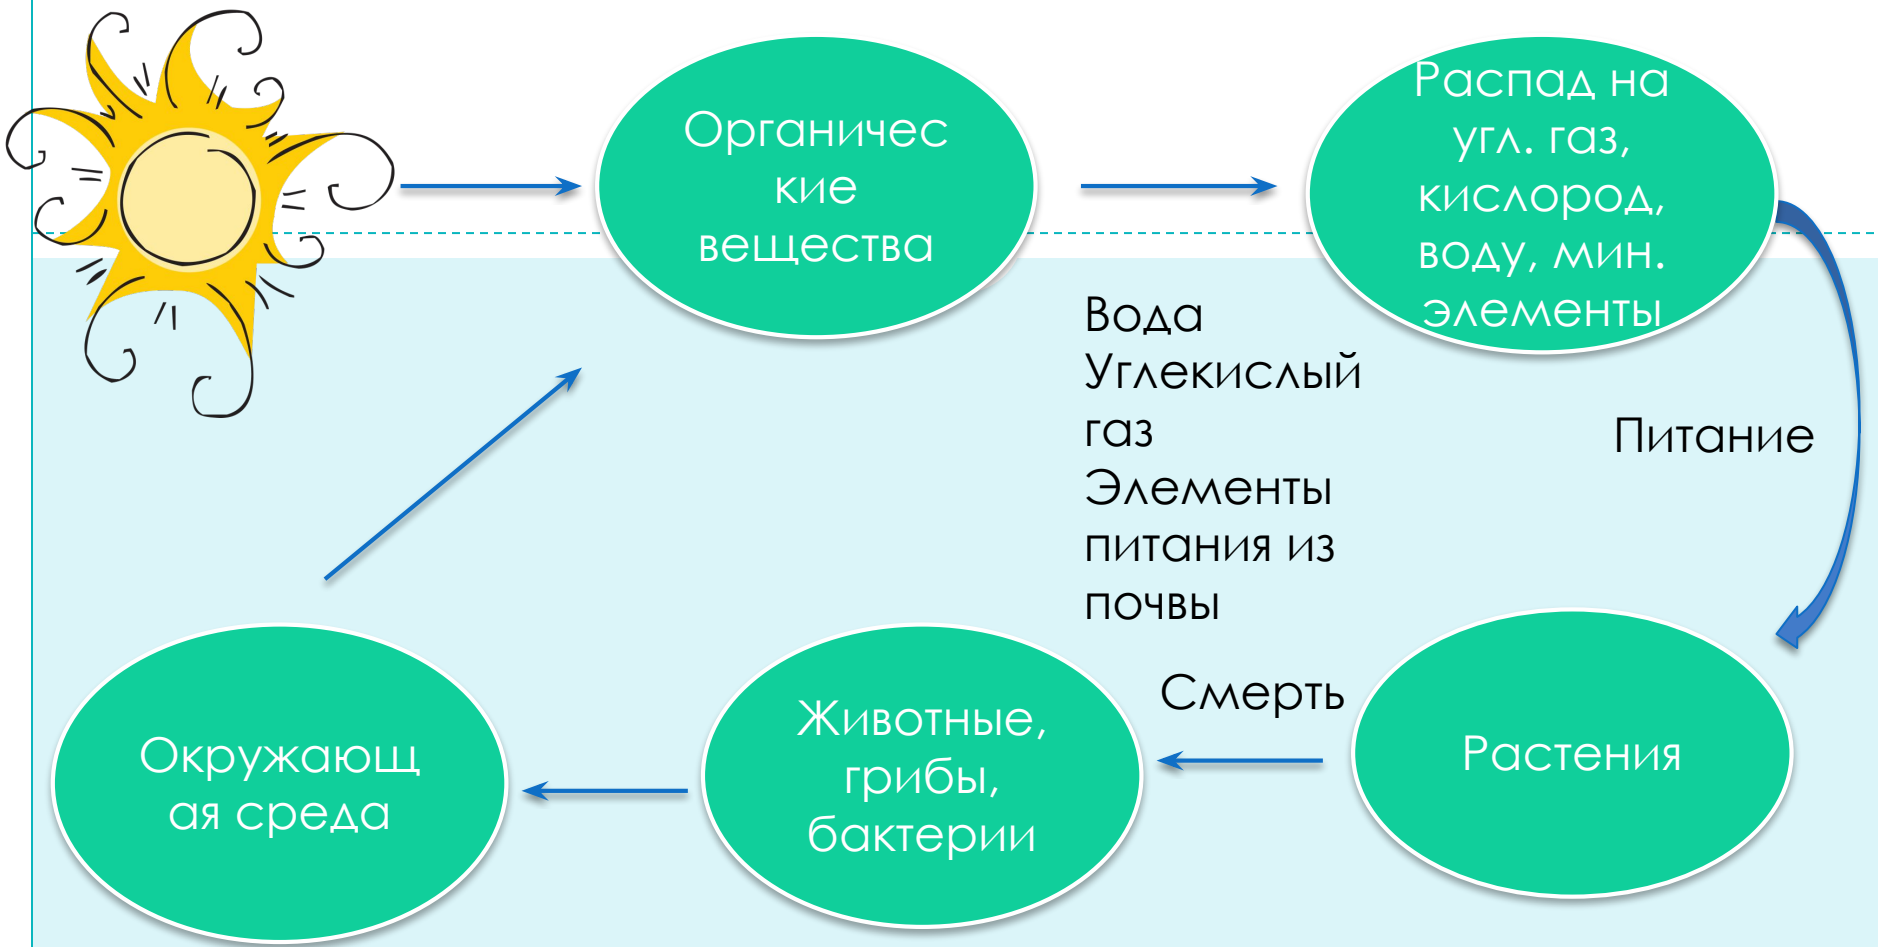 Органичес
кие
вещества
Распад на
угл. газ,
кислород,
воду, мин.
элементы
Вода
Углекислый
газ
Элементы
питания из
почвы
Питание
Окружающ
ая среда
Животные,
грибы,
бактерии
Смерть
Растения